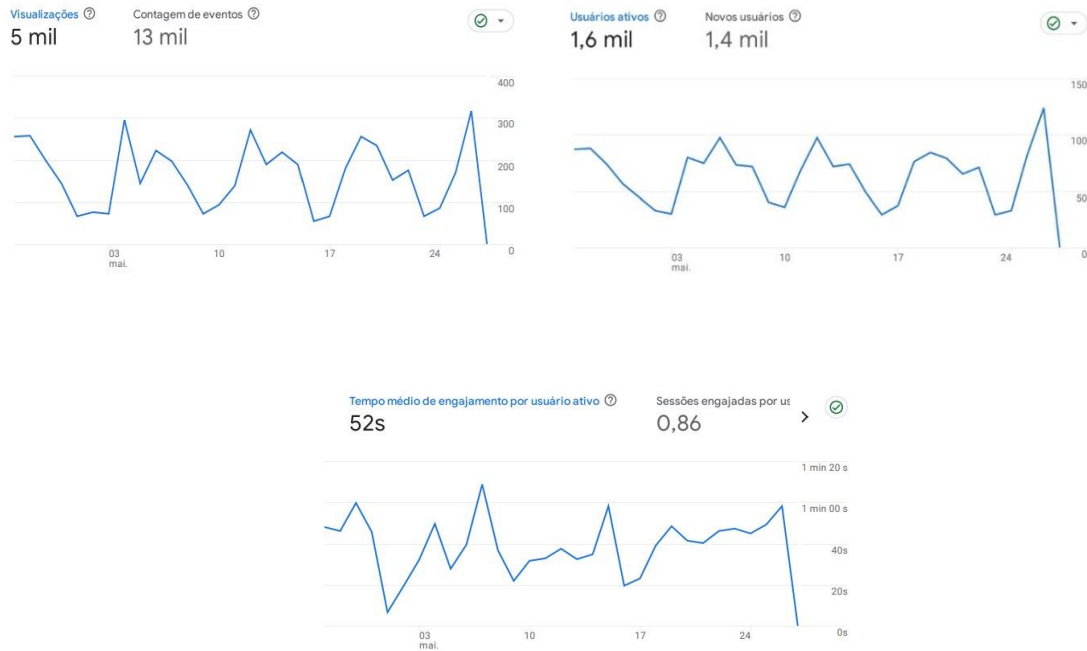 Visualizações
Contagem de eventos
5 mil
13 mil
400
300
200
100
0
03
mai.
10
17
24
Usuários ativos
Novos usuários
1,6 mil
1,4 mil
150
100
50
0
03
mai.
10
17
24
Tempo médio de engajamento por usuário ativo
Sessões engajadas por us
52s
0,86
1 min 20 s
1 min 00 s
40s
20s
0s
03
mai.
10
17
24